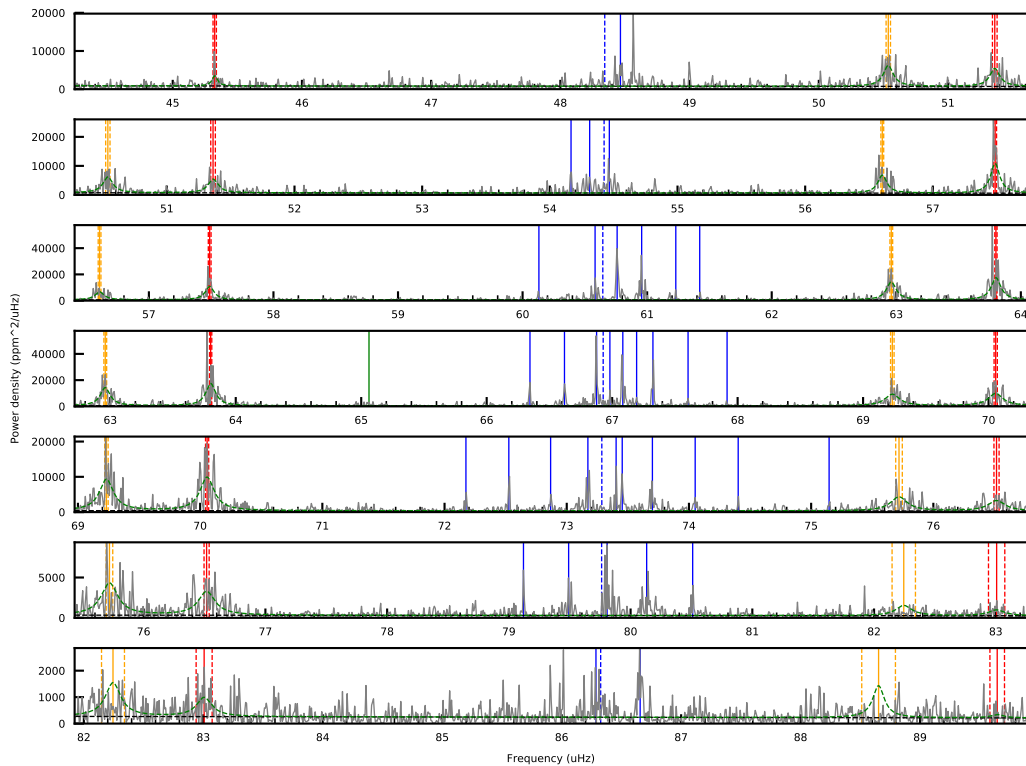 20000
10000
0
45 46 47 48 49 50 51
20000
10000
0
51 52 53 54 55 56 57
40000
20000
0
57 58 59 60 61 62 63 64
Power density (ppm^2/uHz)
40000
20000
0
63 64 65 66 67 68 69 70
20000
10000
0
69 70 71 72 73 74 75 76
5000
0
76 77 78 79 80 81 82 83
2000
1000
0
82 83 84 85 86 87 88 89
Frequency (uHz)